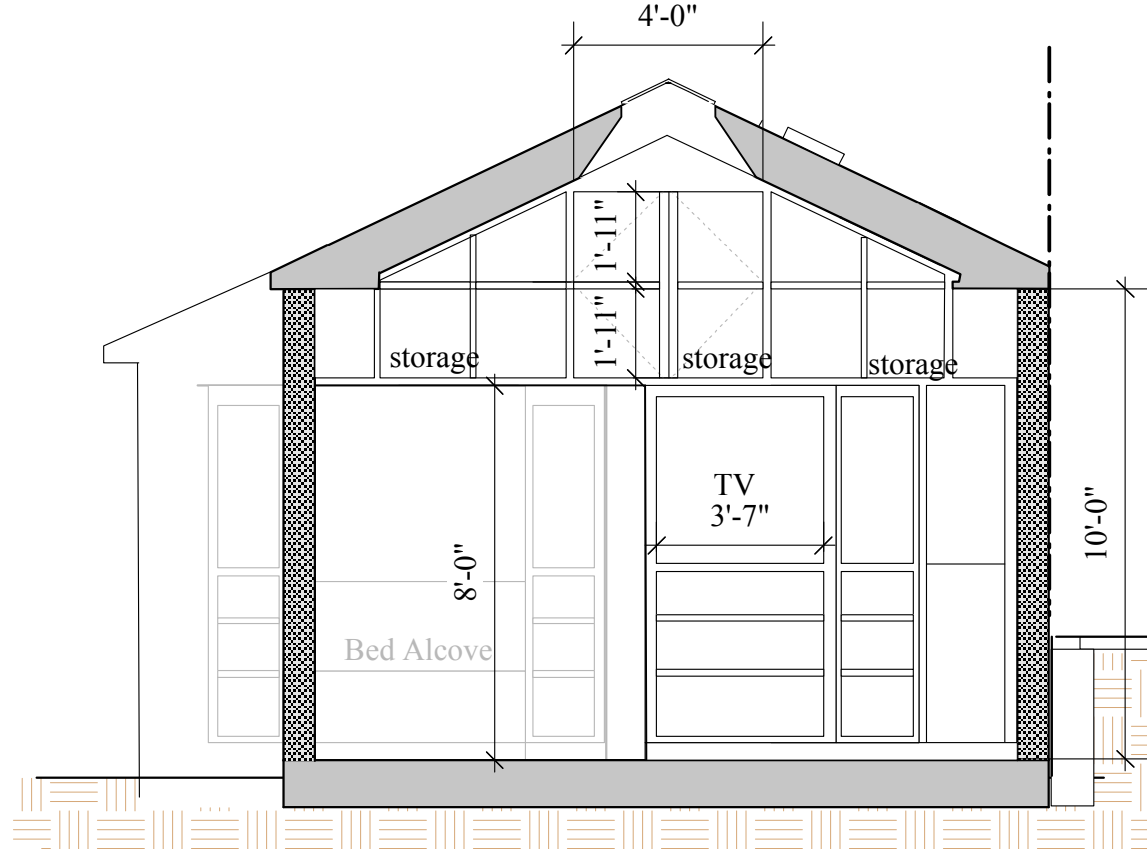 4'-0"
1'-11"
1'-11"
storage
storage
storage
TV
3'-7"
10'-0"
8'-0"
Bed Alcove